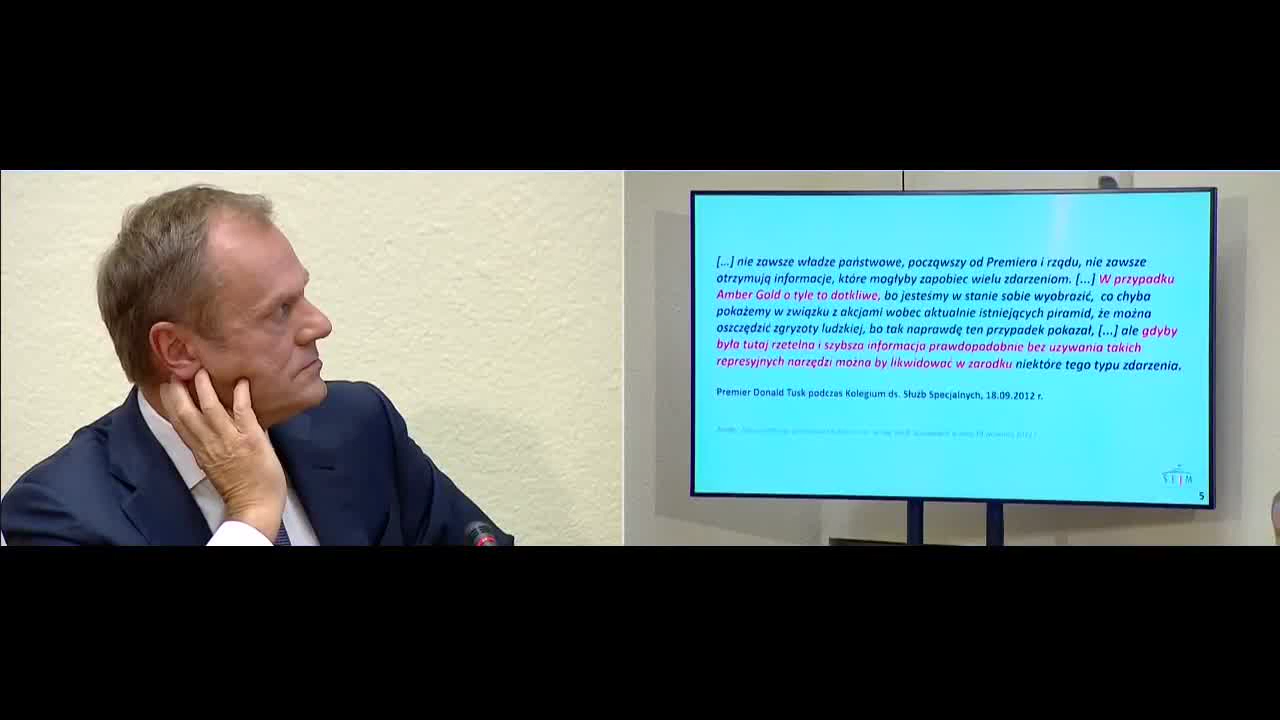 [...] nie zawsze władze państwowe, począwszy od Premiera i rządu, nie zawsze
otrzymują informacje, które mogłyby zapobiec wielu zdarzeniom. [...] W przypadku
Amber Gold o tyle to dotkliwe, bo jesteśmy w stanie sobie wyobrazić, co chyba
pokażemy w związku z akcjami wobec aktualnie istniejących piramid, że można
oszczędzić zgryzoty ludzkiej, bo tak naprawdę ten przypadek pokazał, [...] ale gdyby
była tutaj rzetelna i szybsza informacja prawdopodobnie bez uzywania takich
represyjnych narzędzi można by likwidować w zarodku niektóre tego typu zdarzenia.
Premier Donald Tusk podczas Kolegium ds. Służb Specjalnych, 18.09.2012 r.
SEJM
5